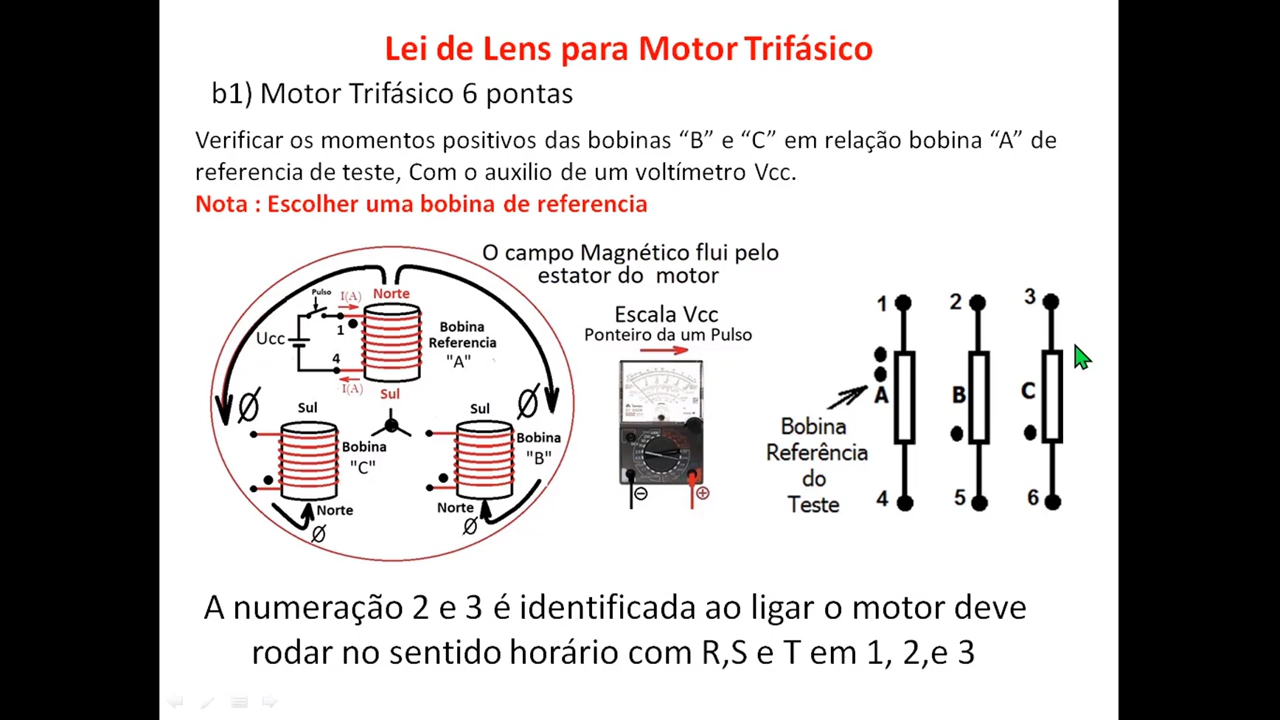 Lei de Lens para Motor Trifásico
b1) Motor Trifásico 6 pontas
Verificar os momentos positivos das bobinas “B” e “C” em relação bobina “A” de
referencia de teste, Com o auxilio de um voltímetro Vcc.
Nota : Escolher uma bobina de referencia
O campo Magnético flui pelo
estator do motor
Pulso
I(A)
Norte
Ucc
1
4
I(A)
Bobina
Referencia
"A"
Sul
Escala Vcc
Ponteiro da um Pulso
Ø
Sul
Bobina
"C"
Norte
Ø
Sul
Ø
Bobina
"B"
Norte
Ø
⊖
⊕
1
2
3
A
B
C
Bobina
Referência
do
Teste
4
5
6
A numeração 2 e 3 é identificada ao ligar o motor deve
rodar no sentido horário com R,S e T em 1, 2,e 3